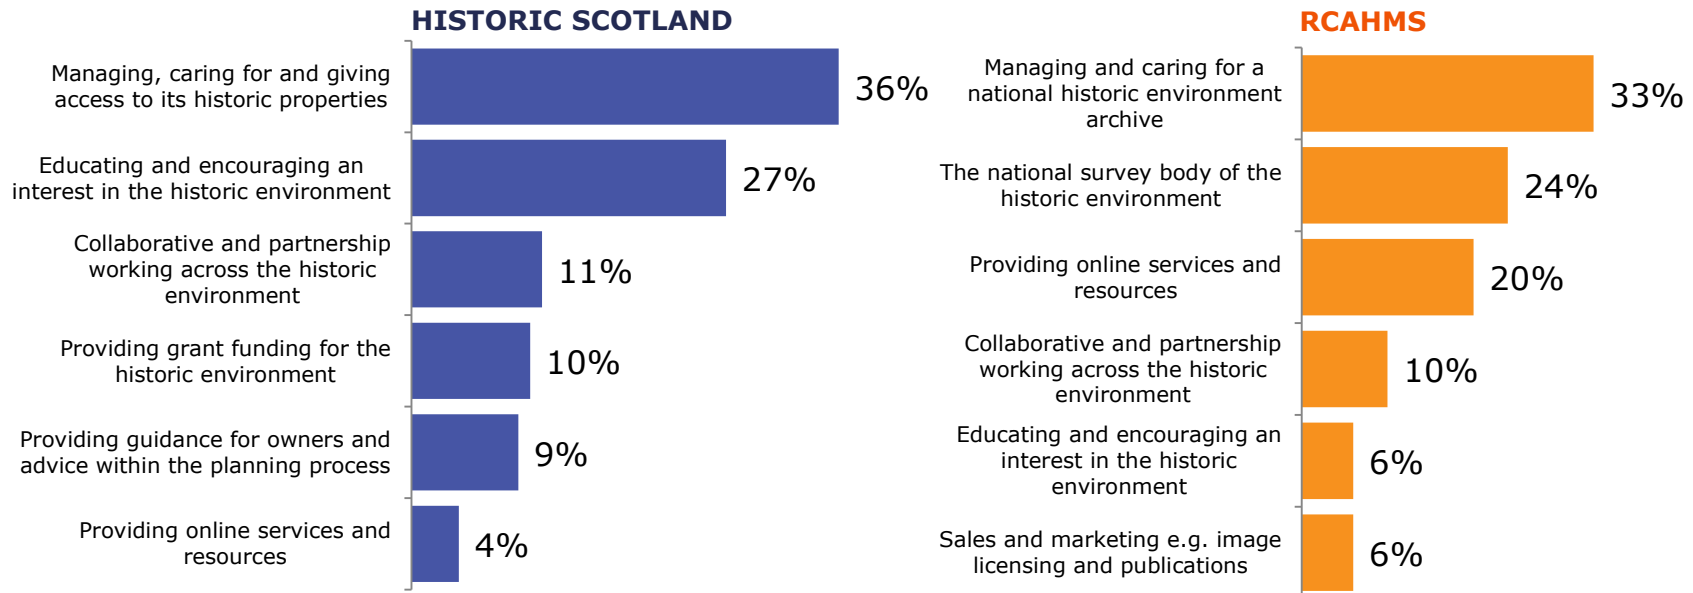 HISTORIC SCOTLAND
Managing, caring for and giving
access to its historic properties
36%
Educating and encouraging an
interest in the historic environment
27%
Collaborative and partnership
working across the historic
environment
11%
Providing grant funding for the
historic environment
10%
Providing guidance for owners and
advice within the planning process
9%
Providing online services and
resources
4%
RCAHMS
Managing and caring for a
national historic environment
archive
33%
The national survey body of the
historic environment
24%
Providing online services and
resources
20%
Collaborative and partnership
working across the historic
environment
10%
Educating and encouraging an
interest in the historic
environment
6%
Sales and marketing e.g. image
licensing and publications
6%